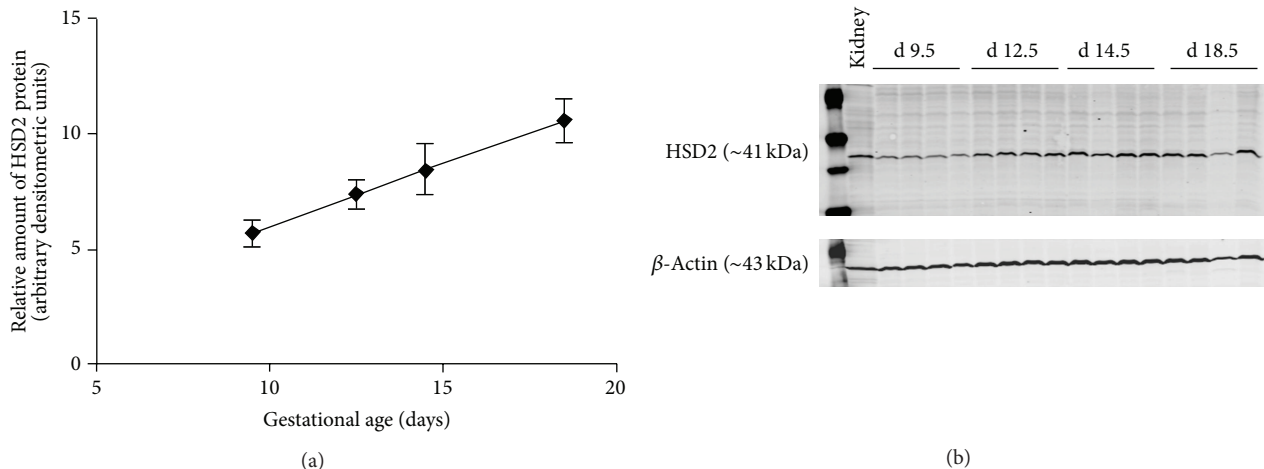 15
10
5
0
Relative amount of HSD2 protein
(arbitrary densitometric units)
5
10
15
20
Gestational age (days)
(a)
Kidney
d 9.5
d 12.5
d 14.5
d 18.5
HSD2 (~41 kDa)
β-Actin (~43 kDa)
(b)